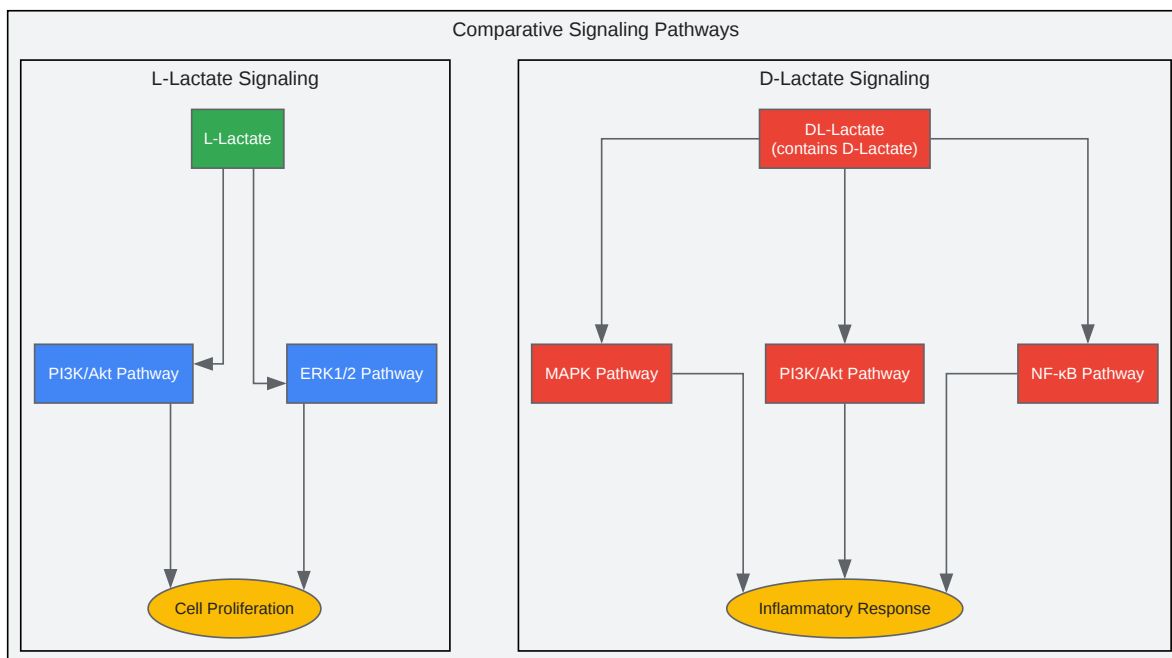 Comparative Signaling Pathways
L-Lactate Signaling
L-Lactate
PI3K/Akt Pathway
ERK1/2 Pathway
Cell Proliferation
D-Lactate Signaling
DL-Lactate
(contains D-Lactate)
MAPK Pathway
PI3K/Akt Pathway
NF-κB Pathway
Inflammatory Response